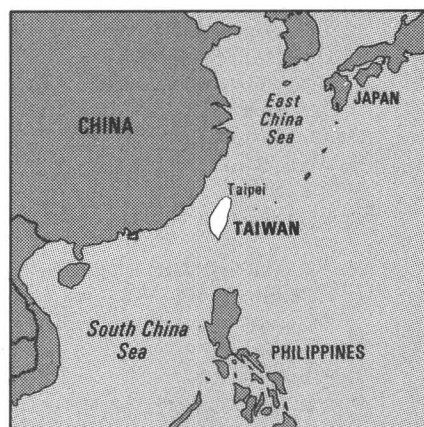 East
China
Sea
JAPAN
CHINA
Taipei
TAIWAN
South China
Sea
PHILIPPINES